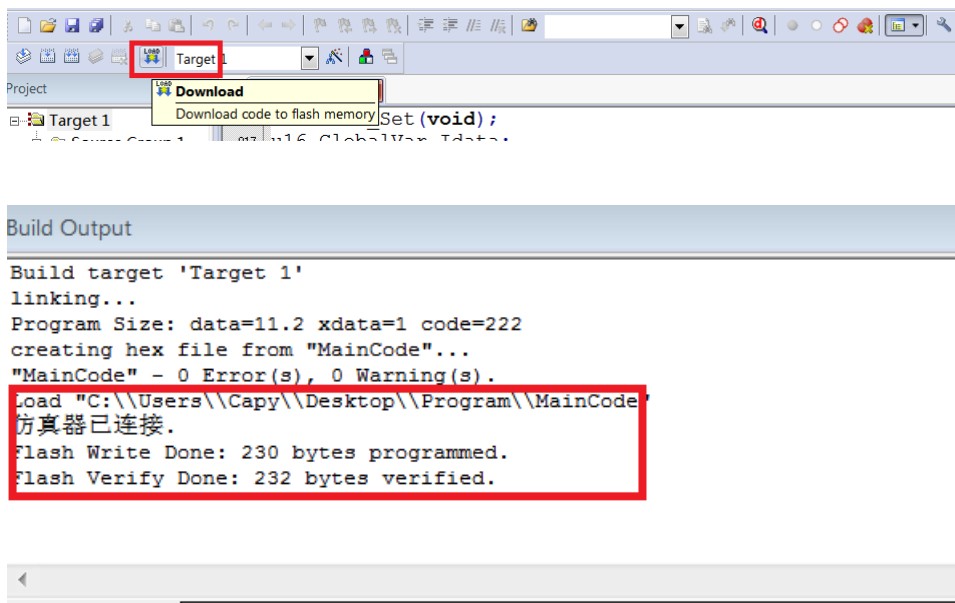 LOAD Target 1
Project
LOAD Download
Download code to flash memory
Target 1
_Set(void);
Build Output
Build target 'Target 1'
linking...
Program Size: data=11.2 xdata=1 code=222
creating hex file from "MainCode"...
"MainCode" - 0 Error(s), 0 Warning(s).
Load "C:\\Users\\Capy\\Desktop\\Program\\MainCode"
仿真器已连接.
Flash Write Done: 230 bytes programmed.
Flash Verify Done: 232 bytes verified.